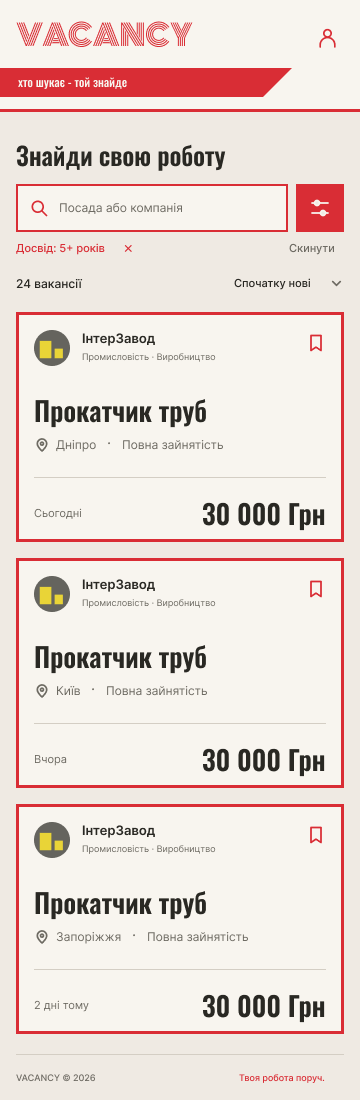 VACANCY
хто шукає - той знайде
Знайди свою роботу
Посада або компанія
Досвід: 5+ років ✕ Скинути
24 вакансії Спочатку нові
ІнтерЗавод
Промисловість · Виробництво
Прокатчик труб
Дніпро · Повна зайнятість
Сьогодні 30 000 Грн
ІнтерЗавод
Промисловість · Виробництво
Прокатчик труб
Київ · Повна зайнятість
Вчора 30 000 Грн
ІнтерЗавод
Промисловість · Виробництво
Прокатчик труб
Запоріжжя · Повна зайнятість
2 дні тому 30 000 Грн
VACANCY © 2026 Твоя робота поруч.